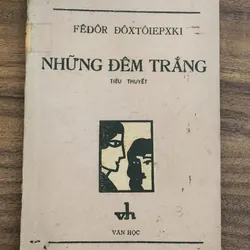 FÊĐÔR ĐÔXTÔIEPXKI
NHỮNG ĐÊM TRẮNG
TIỂU THUYẾT
vh
VĂN HỌC